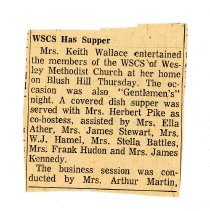 WSCS Has Supper
Mrs. Keith Wallace entertained
the members of the WSCS of Wes-
ley Methodist Church at her home
on Blush Hill Thursday. The oc-
casion was also "Gentlemen's"
night. A covered dish supper was
served with Mrs. Herbert Pike as
co-hostess, assisted by Mrs. Ella
Ather, Mrs. James Stewart, Mrs.
W.J. Hamel, Mrs. Stella Battles,
Mrs. Frank Hudon and Mrs. James
Kennedy.
The business session was con-
ducted by Mrs. Arthur Martin,